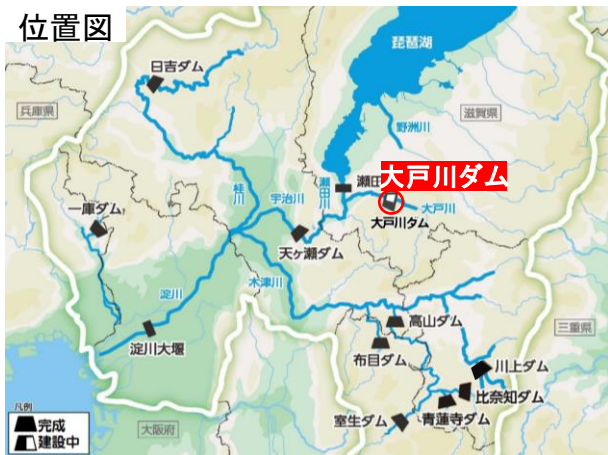 位置図
琵琶湖
日吉ダム
兵庫県
滋賀県
野洲川
桂川
宇治川
瀬田川
瀬田
大戸川ダム
大戸川
大戸川ダム
一庫ダム
天ヶ瀬ダム
淀川
木津川
淀川大堰
高山ダム
布目ダム
三重県
川上ダム
比奈知ダム
青蓮寺ダム
室生ダム
大阪府
凡例
完成
建設中